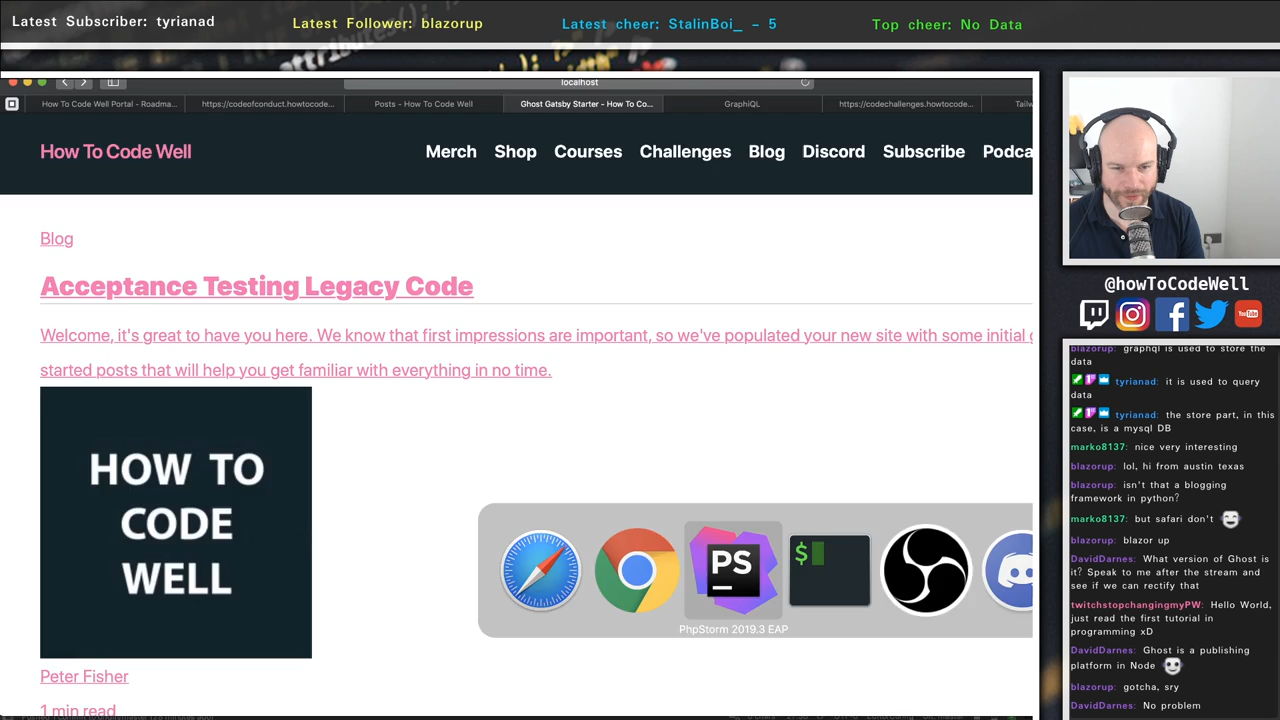 Latest Subscriber: tyrianad
Latest Follower: blazorup
Latest cheer: StalinBoi_ - 5
Top cheer: No Data
localhost
How To Code Well Portal - Roadma...
https://codeofconduct.howtocode...
Posts - How To Code Well
Ghost Gatsby Starter - How To Co...
GraphiQL
https://codechallenges.howtocode...
Tailw
How To Code Well
Merch
Shop
Courses
Challenges
Blog
Discord
Subscribe
Podca
Blog
Acceptance Testing Legacy Code
Welcome, it's great to have you here. We know that first impressions are important, so we've populated your new site with some initial g
started posts that will help you get familiar with everything in no time.
HOW TO
CODE
WELL
PS
$
PhpStorm 2019.3 EAP
Peter Fisher
1 min read
@howToCodeWell
You Tube
blazorup: graphql is used to store the
data
tyrianad: it is used to query
data
tyrianad: the store part, in this
case, is a mysql DB
marko8137: nice very interesting
blazorup: lol, hi from austin texas
blazorup: isn't that a blogging
framework in python?
marko8137: but safari don't
blazorup: blazor up
DavidDarnes: What version of Ghost is
it? Speak to me after the stream and
see if we can rectify that
twitchstopchangingmyPW: Hello World,
just read the first tutorial in
programming xD
DavidDarnes: Ghost is a publishing
platform in Node
blazorup: gotcha, sry
DavidDarnes: No problem